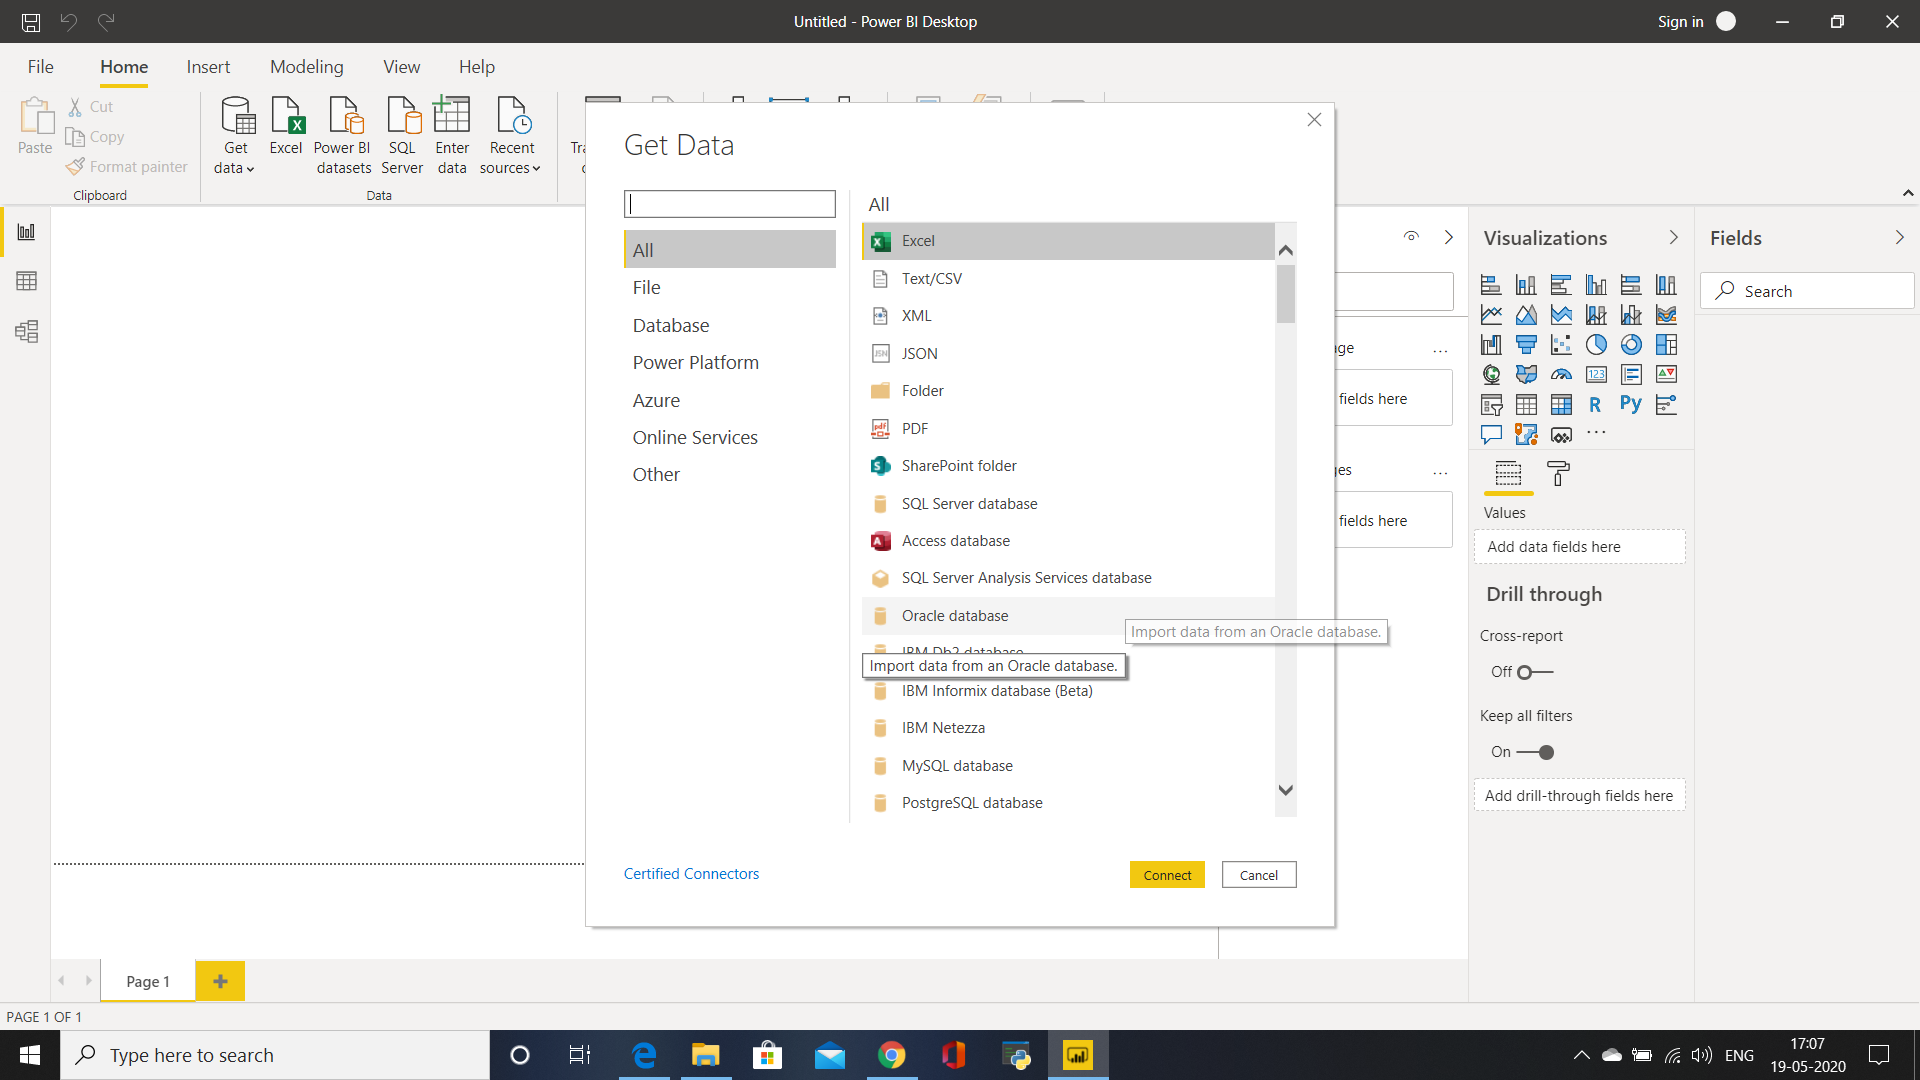 Untitled - Power BI Desktop
Sign in
File
Home
Insert
Modeling
View
Help
Paste
Cut
Copy
Format painter
Clipboard
Get data
Excel
Power BI datasets
SQL Server
Enter data
Recent sources
Data
Get Data
All
File
Database
Power Platform
Azure
Online Services
Other
All
Excel
Text/CSV
XML
JSON
Folder
PDF
SharePoint folder
SQL Server database
Access database
SQL Server Analysis Services database
Oracle database
Import data from an Oracle database.
IBM Db2 database
Import data from an Oracle database.
IBM Informix database (Beta)
IBM Netezza
MySQL database
PostgreSQL database
Certified Connectors
Connect
Cancel
fields here
fields here
Visualizations
123
R
Py
Values
Add data fields here
Drill through
Cross-report
Off
Keep all filters
On
Add drill-through fields here
Fields
Search
Page 1
PAGE 1 OF 1
Type here to search
ENG
17:07
19-05-2020